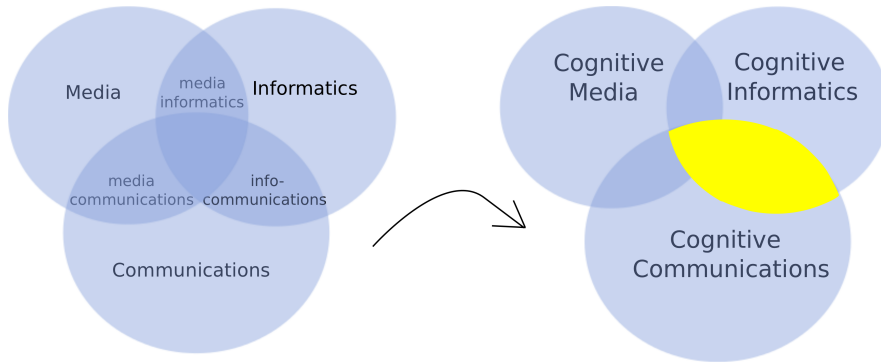 Media
media
informatics
Informatics
media
communications
info-
communications
Communications
Cognitive
Media
Cognitive
Informatics
Cognitive
Communications